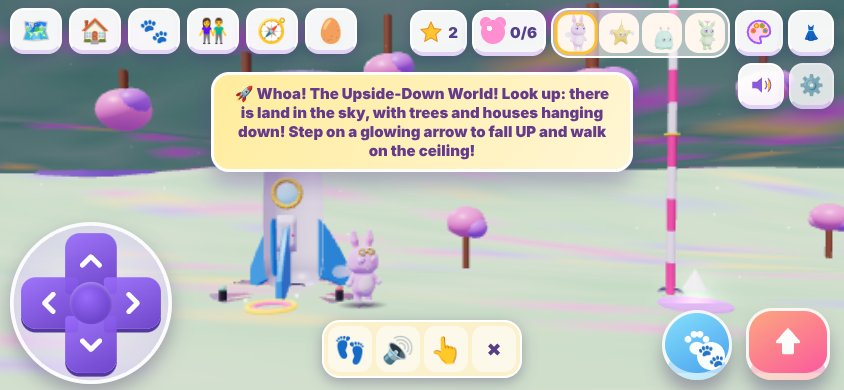 2
0/6
🚀 Whoa! The Upside-Down World! Look up: there
is land in the sky, with trees and houses hanging
down! Step on a glowing arrow to fall UP and walk
on the ceiling!